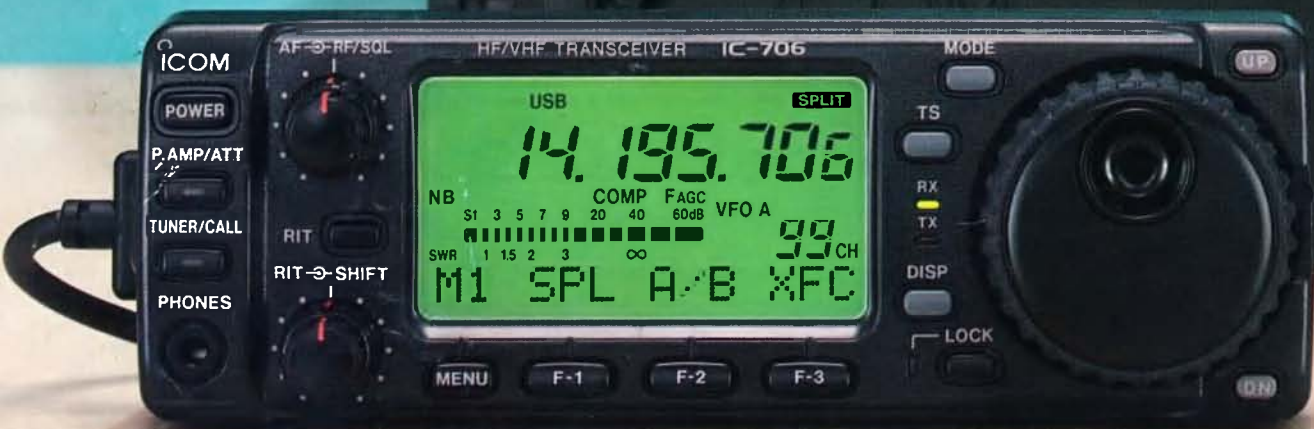 ICOM
POWER
P.AMP/ATT
TUNER/CALL
PHONES
AF RF/SQL
RIT
RIT SHIFT
HF/VHF TRANSCEIVER IC-706
USB SPLIT
14.195.706
NB COMP FAGC
S1 3 5 7 9 20 40 60dB VFO A
99CH
SWR 1 1.5 2 3 ∞
M1 SPL A/B XFC
MENU F-1 F-2 F-3
MODE
TS
RX
TX
DISP
LOCK
UP
DN